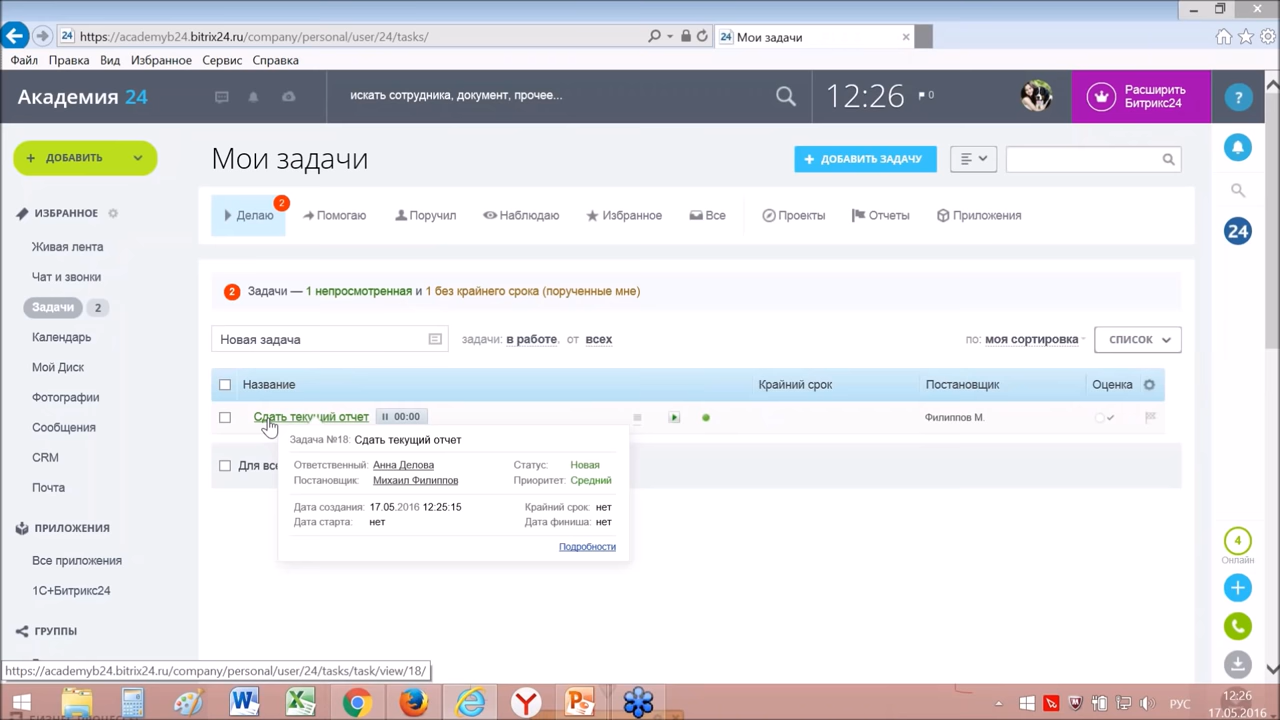 https://academyb24.bitrix24.ru/company/personal/user/24/tasks/
24 Мои задачи
Файл Правка Вид Избранное Сервис Справка
Академия 24
искать сотрудника, документ, прочее...
12:26
0
Расширить
Битрикс24
?
+ ДОБАВИТЬ
Мои задачи
+ ДОБАВИТЬ ЗАДАЧУ
ИЗБРАННОЕ
Живая лента
Чат и звонки
Задачи 2
Календарь
Мой Диск
Фотографии
Сообщения
CRM
Почта
ПРИЛОЖЕНИЯ
Все приложения
1С+Битрикс24
ГРУППЫ
Делаю 2 Помогаю Поручил Наблюдаю Избранное Все Проекты Отчеты Приложения
2 Задачи — 1 непросмотренная и 1 без крайнего срока (порученные мне)
Новая задача задачи: в работе от всех по: моя сортировка СПИСОК
Название Крайний срок Постановщик Оценка
Сдать текущий отчет 00:00 Филиппов М.
Для все
Задача №18: Сдать текущий отчет
Ответственный: Анна Делова Статус: Новая
Постановщик: Михаил Филиппов Приоритет: Средний
Дата создания: 17.05.2016 12:25:15 Крайний срок: нет
Дата старта: нет Дата финиша: нет
Подробности
24
4
Онлайн
https://academyb24.bitrix24.ru/company/personal/user/24/tasks/task/view/18/
РУС
12:26
17.05.2016